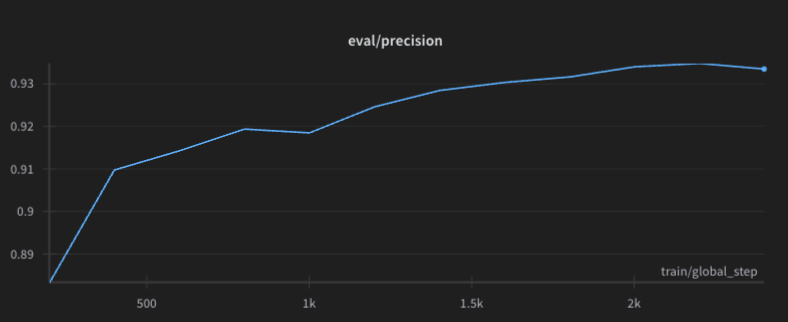 eval/precision
0.93
0.92
0.91
0.9
0.89
train/global_step
500
1k
1.5k
2k